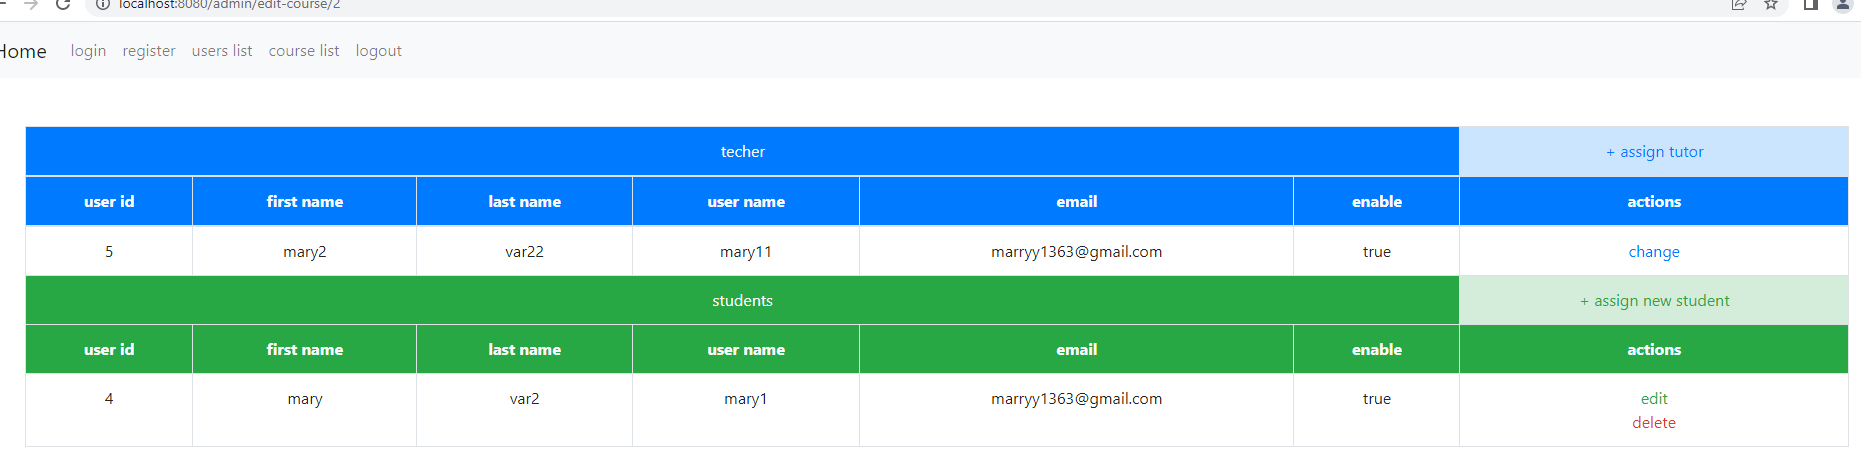 localhost:8080/admin/edit-course/2
Home login register users list course list logout
techer + assign tutor
user id first name last name user name email enable actions
5 mary2 var22 mary11 marryy1363@gmail.com true change
students + assign new student
user id first name last name user name email enable actions
4 mary var2 mary1 marryy1363@gmail.com true edit
delete